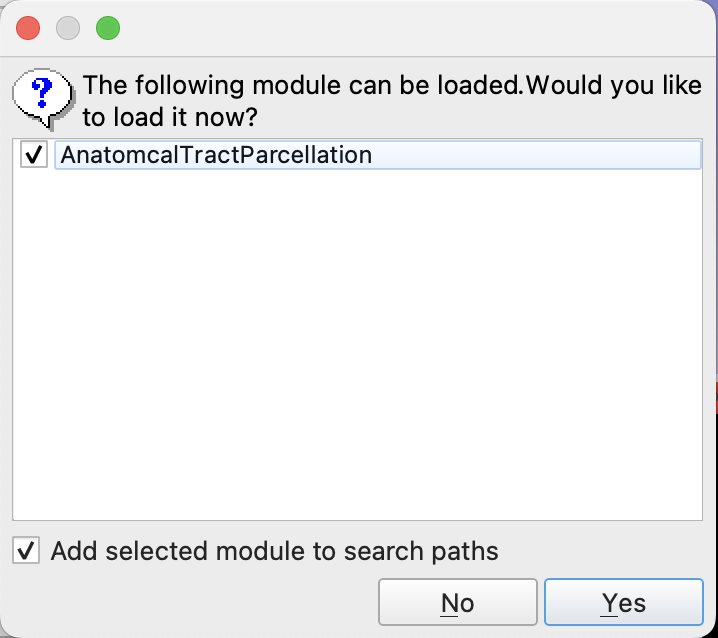 The following module can be loaded.Would you like
to load it now?
AnatomcalTractParcellation
Add selected module to search paths
No
Yes